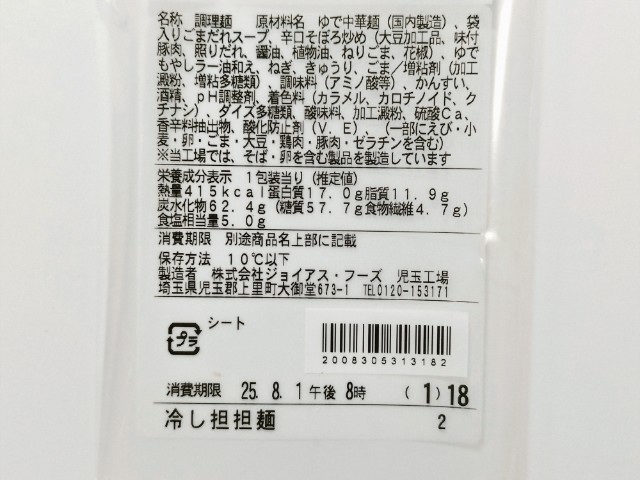 名称 調理麺 原材料名 ゆで中華麺(国内製造)、袋
入りごまだれスープ、辛口そぼろ炒め(大豆加工品、味付
豚肉、照りだれ、醤油、植物油、ねりごま、花椒)、ゆで
もやしラー油和え、ねぎ、きゅうり、ごま/増粘剤(加工
澱粉、増粘多糖類)、調味料(アミノ酸等)、かんすい、
酒精、pH調整剤、着色料(カラメル、カロチノイド、ク
チナシ)、ダイズ多糖類、酸味料、加工澱粉、硫酸Ca、
香辛料抽出物、酸化防止剤(V.E)、(一部にえび・小
麦・卵・ごま・大豆・鶏肉・豚肉・ゼラチンを含む)
※当工場では、そば・卵を含む製品を製造しています
栄養成分表示 1包装当り(推定値)
熱量415kcal蛋白質17.0g脂質11.9g
炭水化物62.4g(糖質57.7g食物繊維4.7g)
食塩相当量5.0g
消費期限 別途商品名上部に記載
保存方法 10℃以下
製造者 株式会社ジョイアス・フーズ 児玉工場
埼玉県児玉郡上里町大御堂673-1 TEL0120-153171
プラ シート
2008305313182
消費期限 25.8.1午後8時 (1)18
冷し担担麺 2